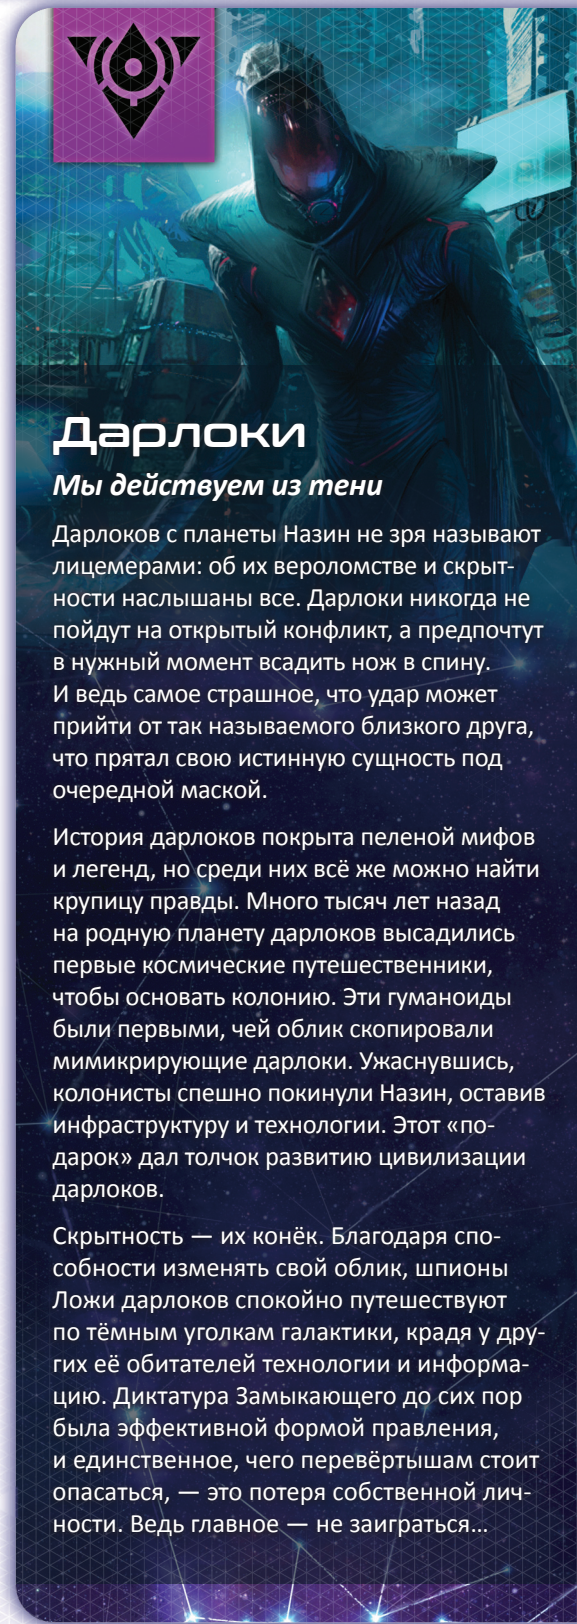 Дарлоки
Мы действуем из тени
Дарлоков с планеты Назин не зря называют
лицемерами: об их вероломстве и скрыт-
ности наслышаны все. Дарлоки никогда не
пойдут на открытый конфликт, а предпочтут
в нужный момент всадить нож в спину.
И ведь самое страшное, что удар может
прийти от так называемого близкого друга,
что прятал свою истинную сущность под
очередной маской.
История дарлоков покрыта пеленой мифов
и легенд, но среди них всё же можно найти
крупицу правды. Много тысяч лет назад
на родную планету дарлоков высадились
первые космические путешественники,
чтобы основать колонию. Эти гуманоиды
были первыми, чей облик скопировали
мимикрирующие дарлоки. Ужаснувшись,
колонисты спешно покинули Назин, оставив
инфраструктуру и технологии. Этот «по-
дарок» дал толчок развитию цивилизации
дарлоков.
Скрытность — их конёк. Благодаря спо-
собности изменять свой облик, шпионы
Ложи дарлоков спокойно путешествуют
по тёмным уголкам галактики, крадя у дру-
гих её обитателей технологии и информа-
цию. Диктатура Замыкающего до сих пор
была эффективной формой правления,
и единственное, чего перевёртышам стоит
опасаться, — это потеря собственной лич-
ности. Ведь главное — не заиграться…